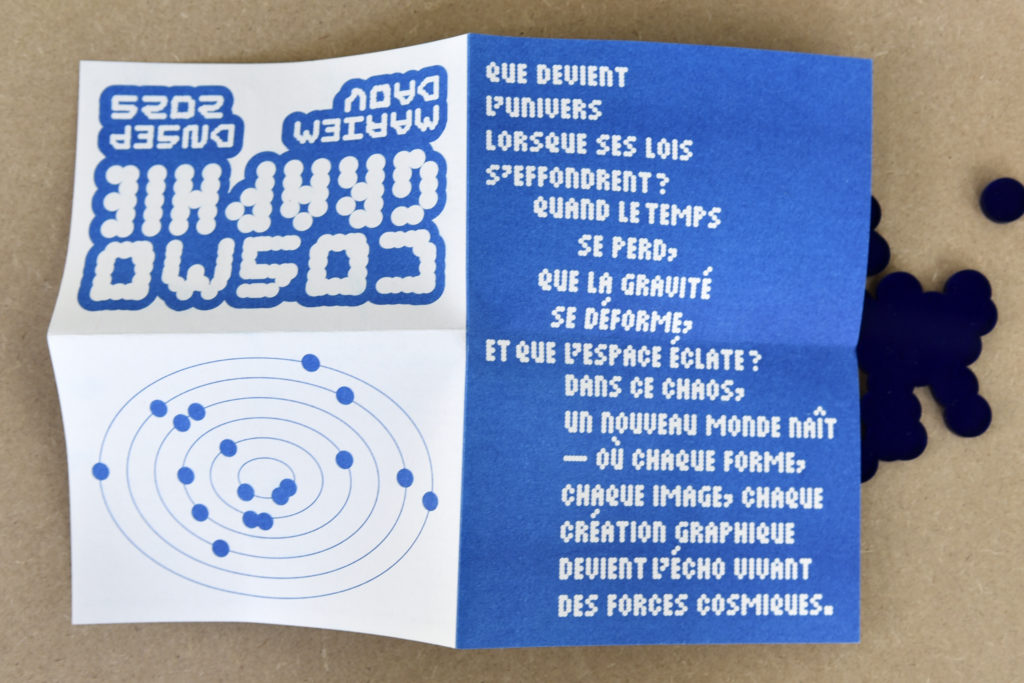 COSMO
GRAPHIE
MARIEM
DAOU
DNSEP
2025
QUE DEVIENT
L'UNIVERS
LORSQUE SES LOIS
S'EFFONDRENT ?
QUAND LE TEMPS
SE PERD,
QUE LA GRAVITÉ
SE DÉFORME,
ET QUE L'ESPACE ÉCLATE ?
DANS CE CHAOS,
UN NOUVEAU MONDE NAÎT
— OÙ CHAQUE FORME,
CHAQUE IMAGE, CHAQUE
CRÉATION GRAPHIQUE
DEVIENT L'ÉCHO VIVANT
DES FORCES COSMIQUES.